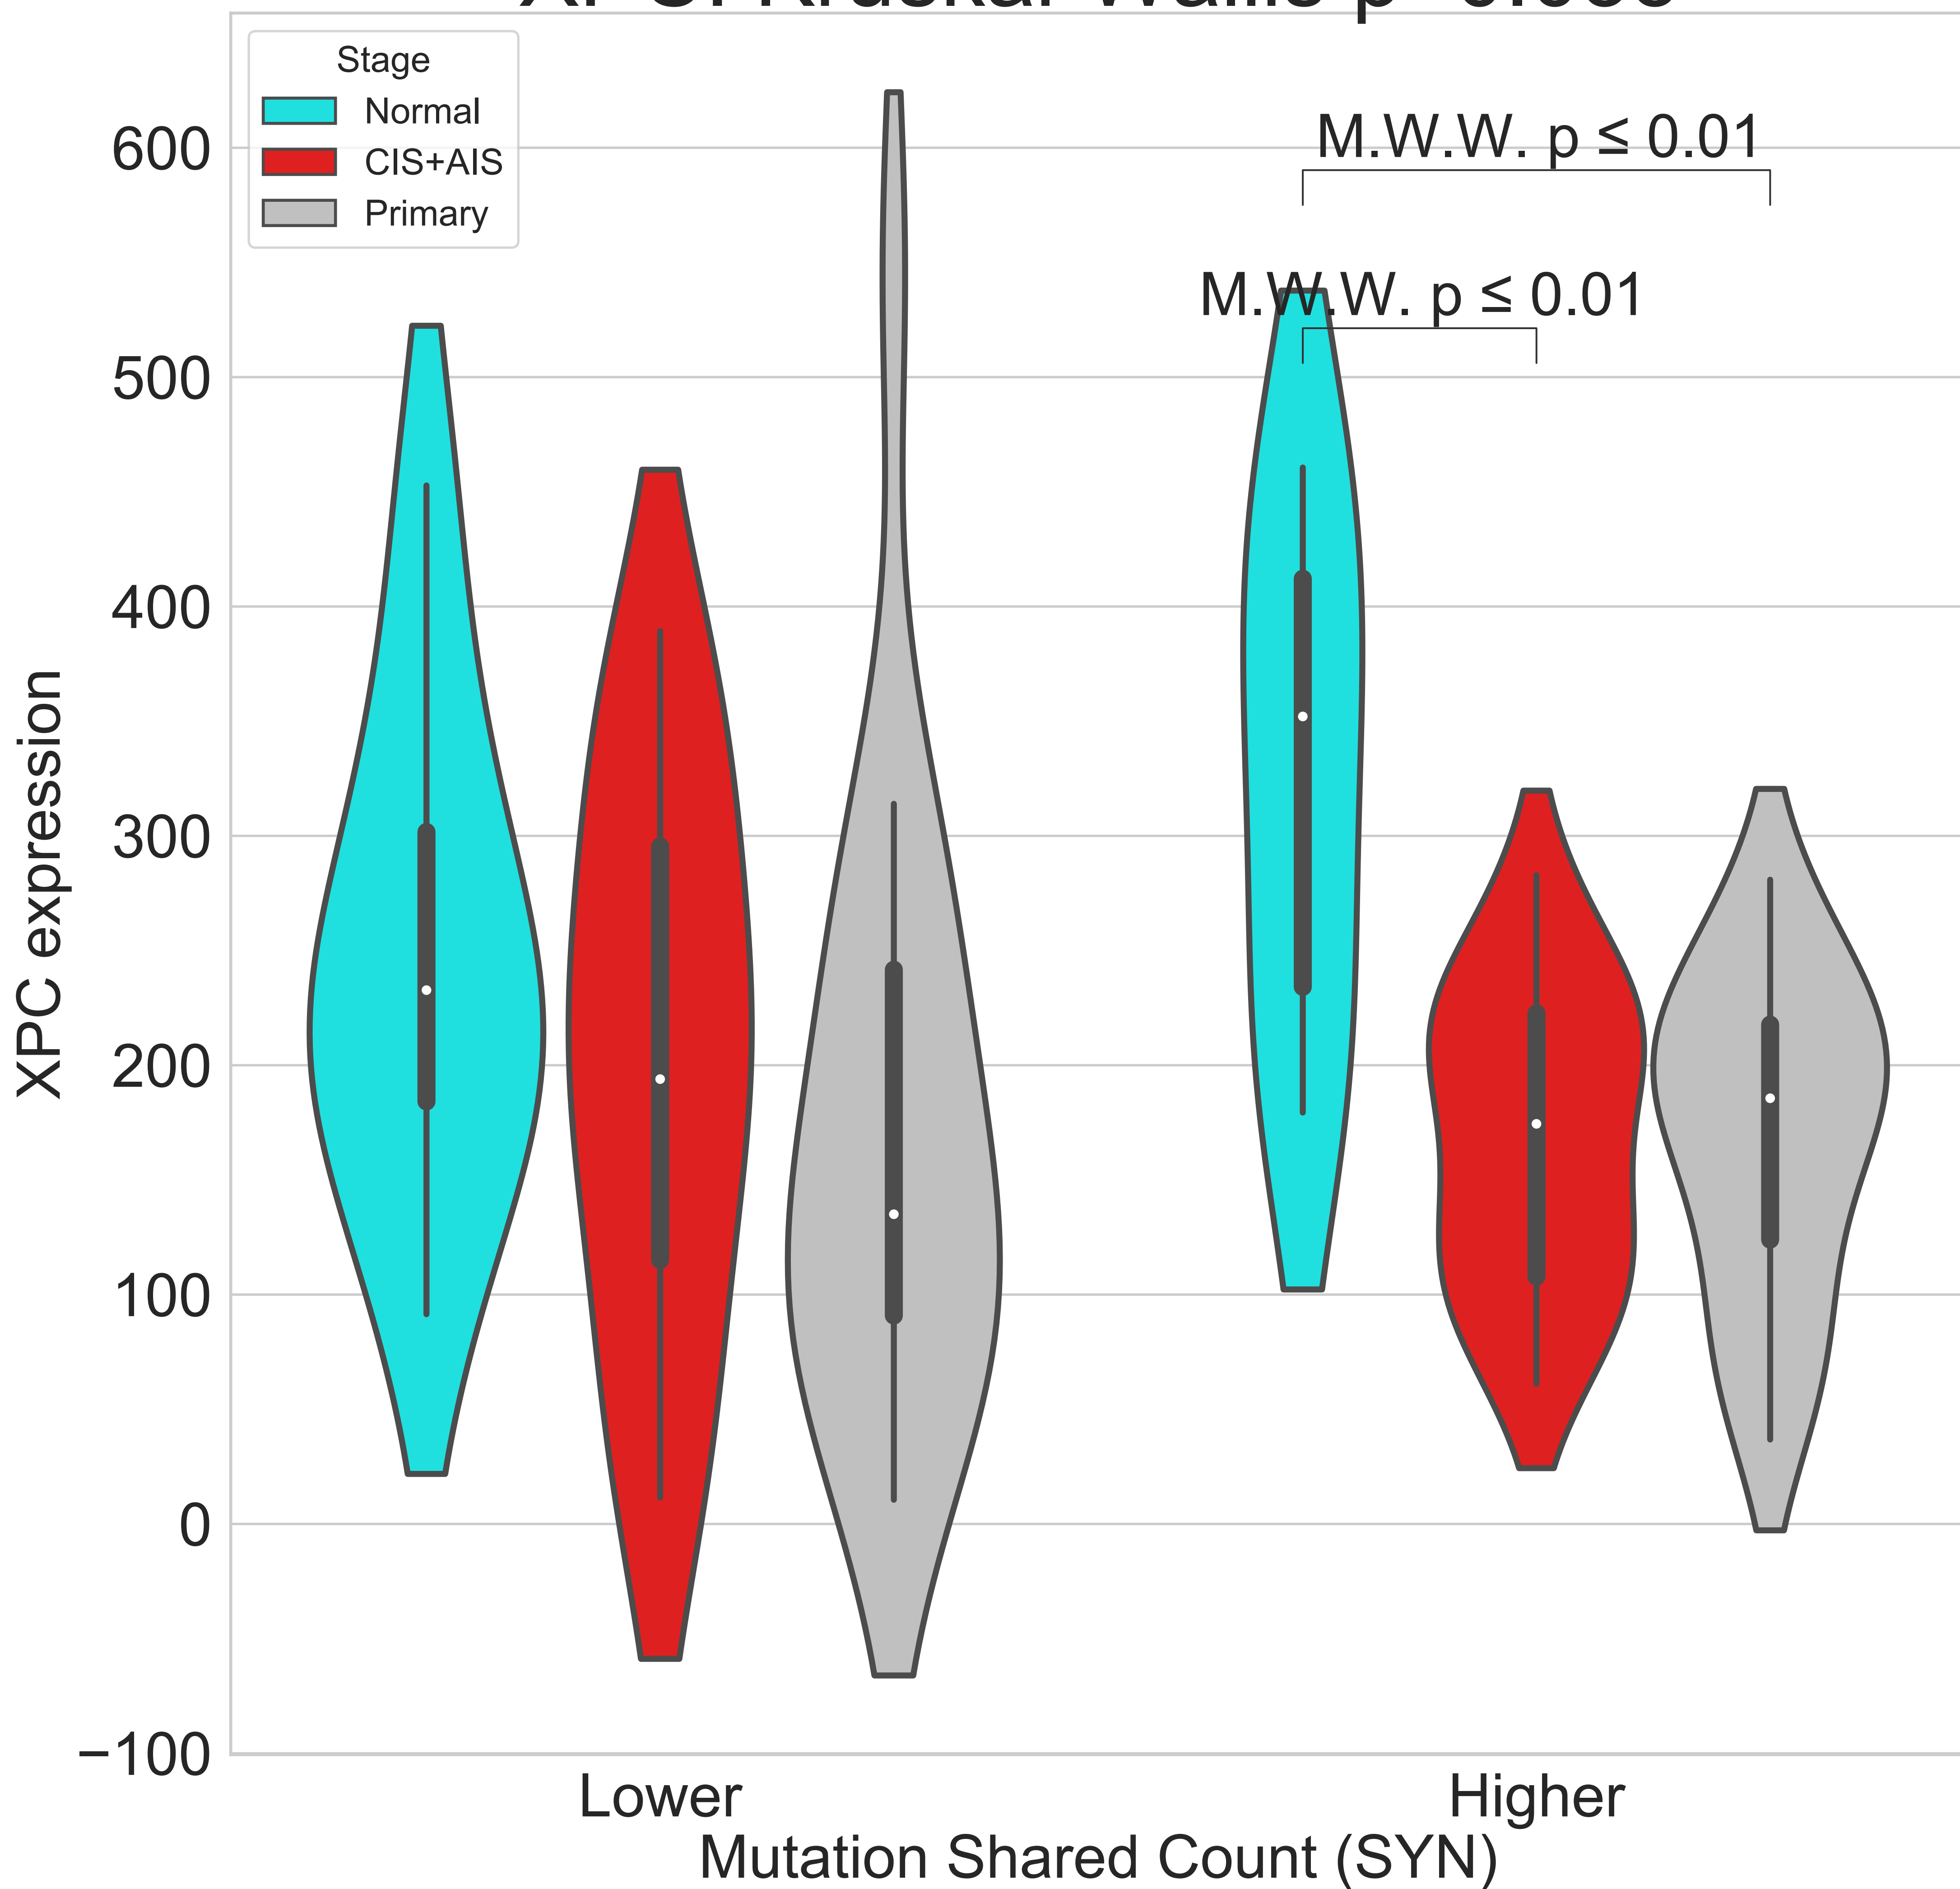 Stage
Normal
CIS+AIS
Primary
M.W.W. p ≤ 0.01
M.W.W. p ≤ 0.01
600
500
400
300
200
100
0
−100
XPC expression
Lower
Higher
Mutation Shared Count (SYN)